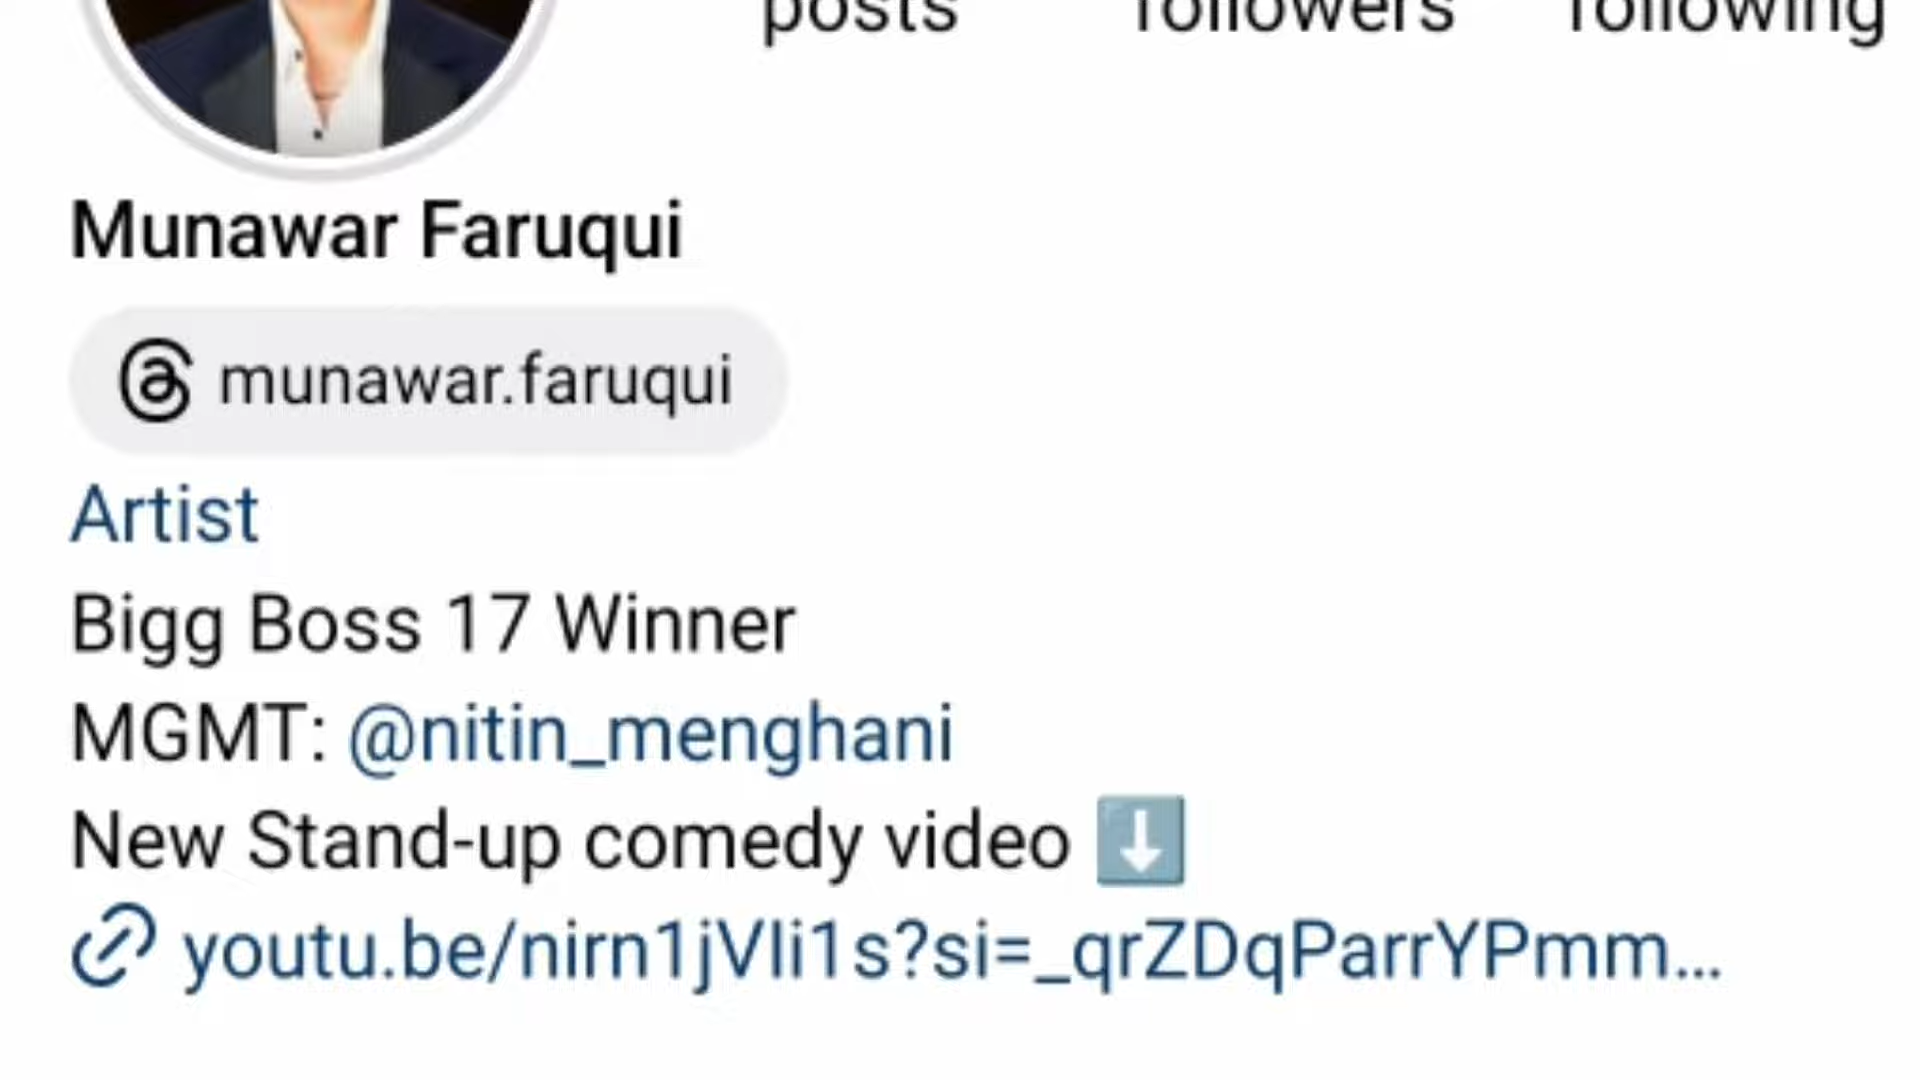 posts followers following
Munawar Faruqui
munawar.faruqui
Artist
Bigg Boss 17 Winner
MGMT: @nitin_menghani
New Stand-up comedy video ⬇️
youtu.be/nirn1jVIi1s?si=_qrZDqParrYPmm...